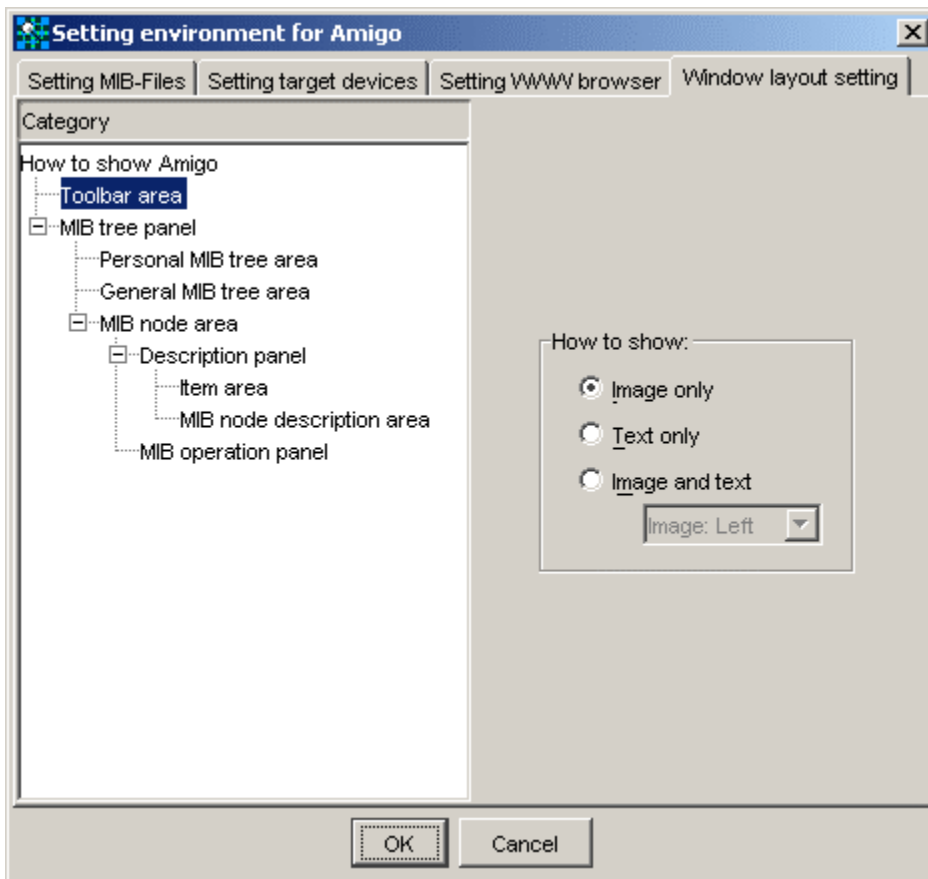 Setting environment for Amigo
Setting MIB-Files
Setting target devices
Setting WWW browser
Window layout setting
Category
How to show Amigo
Toolbar area
MIB tree panel
Personal MIB tree area
General MIB tree area
MIB node area
Description panel
Item area
MIB node description area
MIB operation panel
How to show:
Image only
Text only
Image and text
Image: Left
OK
Cancel